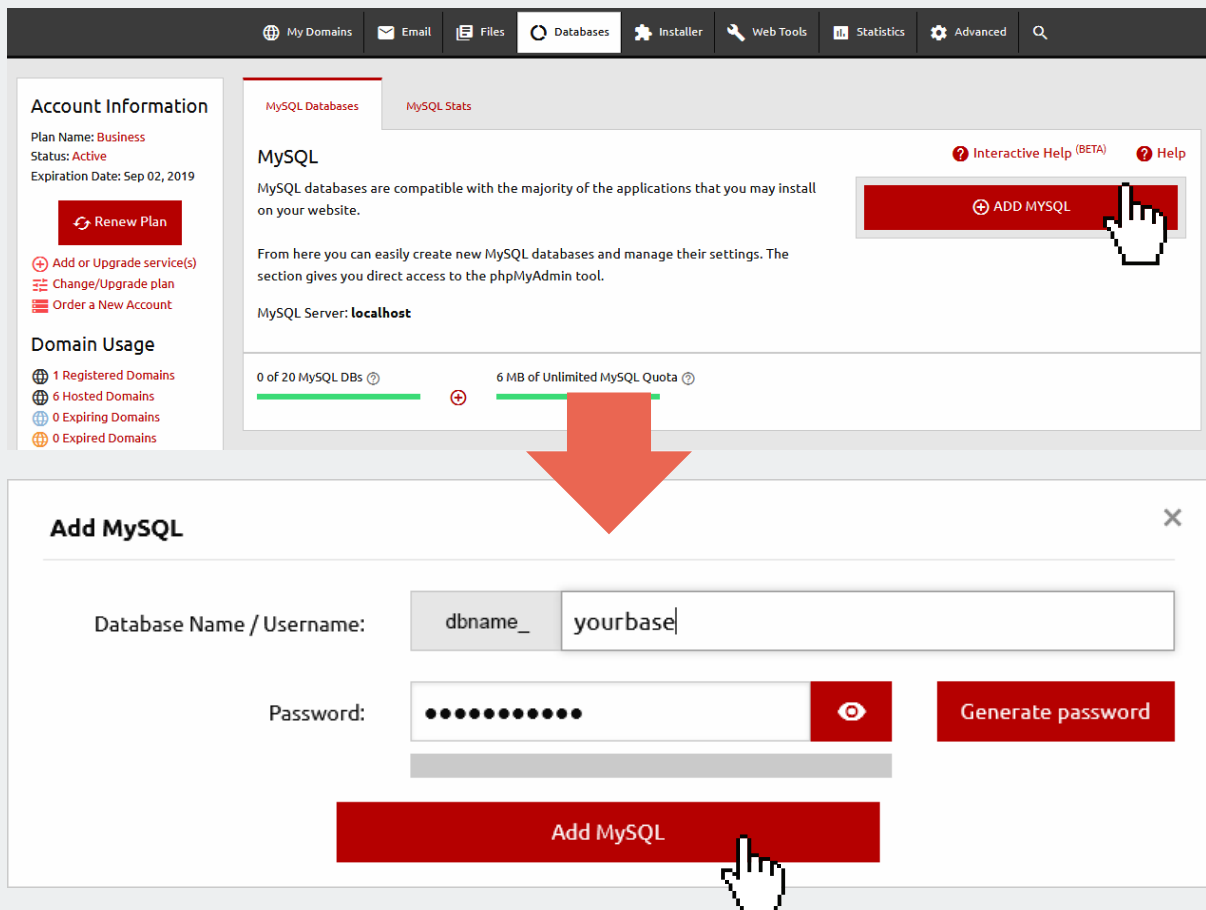 My Domains Email Files Databases Installer Web Tools Statistics Advanced
Account Information
Plan Name: Business
Status: Active
Expiration Date: Sep 02, 2019
Renew Plan
Add or Upgrade service(s)
Change/Upgrade plan
Order a New Account
Domain Usage
1 Registered Domains
6 Hosted Domains
0 Expiring Domains
0 Expired Domains
MySQL Databases MySQL Stats
MySQL
Interactive Help (BETA) Help
MySQL databases are compatible with the majority of the applications that you may install
on your website.
ADD MYSQL
From here you can easily create new MySQL databases and manage their settings. The
section gives you direct access to the phpMyAdmin tool.
MySQL Server: localhost
0 of 20 MySQL DBs 6 MB of Unlimited MySQL Quota
Add MySQL
Database Name / Username: dbname_ yourbase
Password: ●●●●●●●●●●● Generate password
Add MySQL